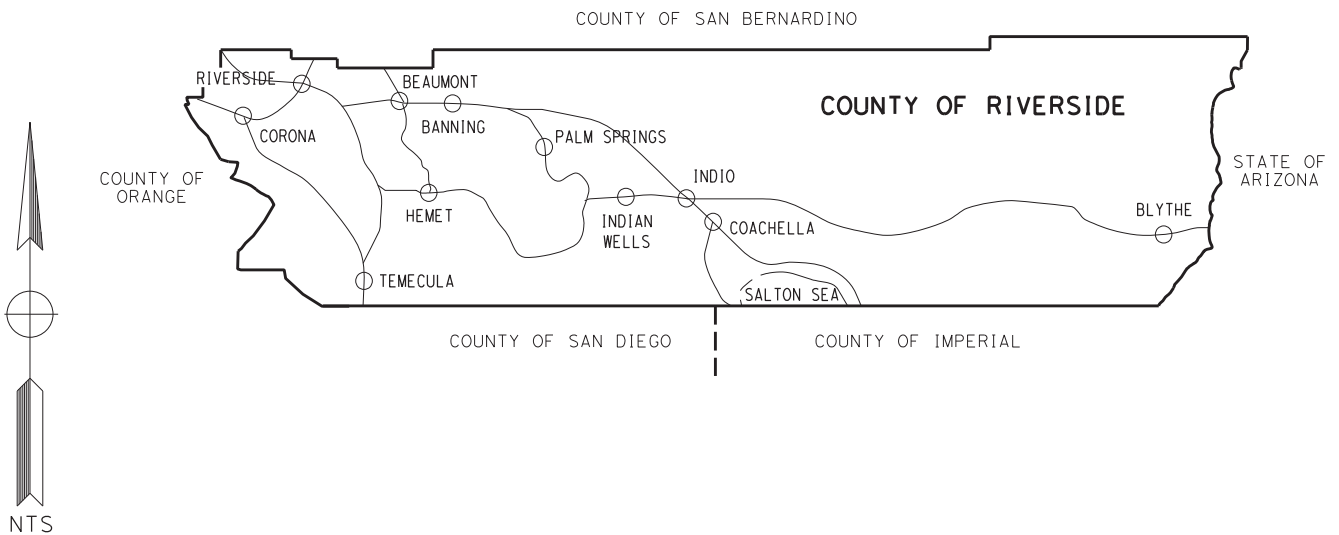 COUNTY OF SAN BERNARDINO
RIVERSIDE
BEAUMONT
COUNTY OF RIVERSIDE
BANNING
CORONA
PALM SPRINGS
STATE OF
ARIZONA
COUNTY OF
ORANGE
INDIO
HEMET
BLYTHE
INDIAN
WELLS
COACHELLA
TEMECULA
SALTON SEA
COUNTY OF SAN DIEGO
COUNTY OF IMPERIAL
NTS